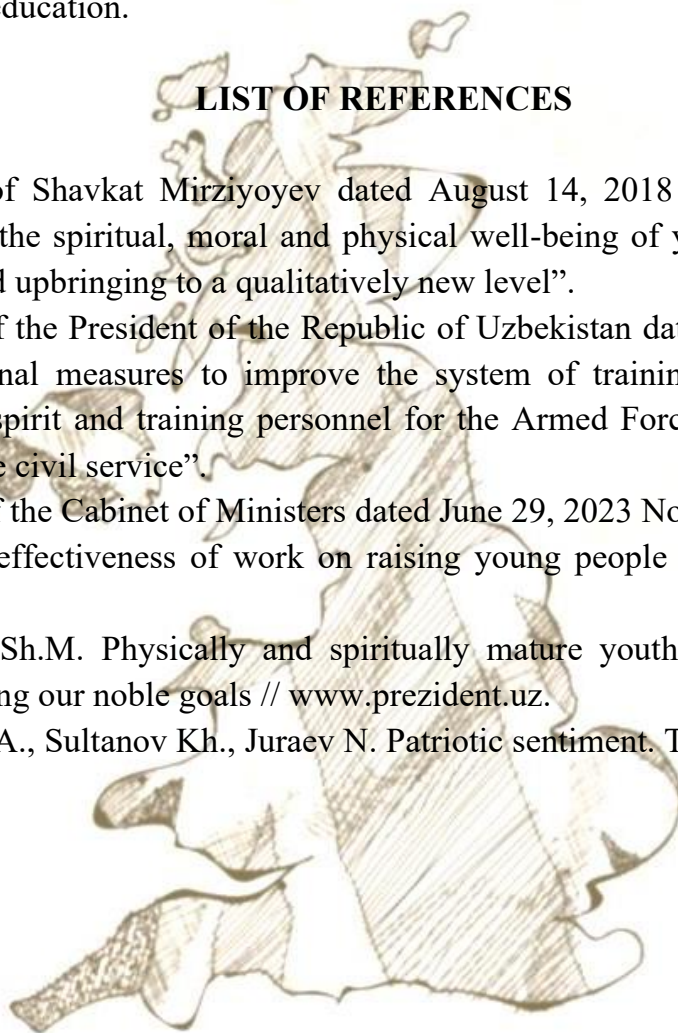 education.
LIST OF REFERENCES
of Shavkat Mirziyoyev dated August 14, 2018
the spiritual, moral and physical well-being of y
d upbringing to a qualitatively new level”.
f the President of the Republic of Uzbekistan dat
nal measures to improve the system of trainin
spirit and training personnel for the Armed Forc
e civil service”.
f the Cabinet of Ministers dated June 29, 2023 No
effectiveness of work on raising young people
Sh.M. Physically and spiritually mature youth
ng our noble goals // www.prezident.uz.
A., Sultanov Kh., Juraev N. Patriotic sentiment. T